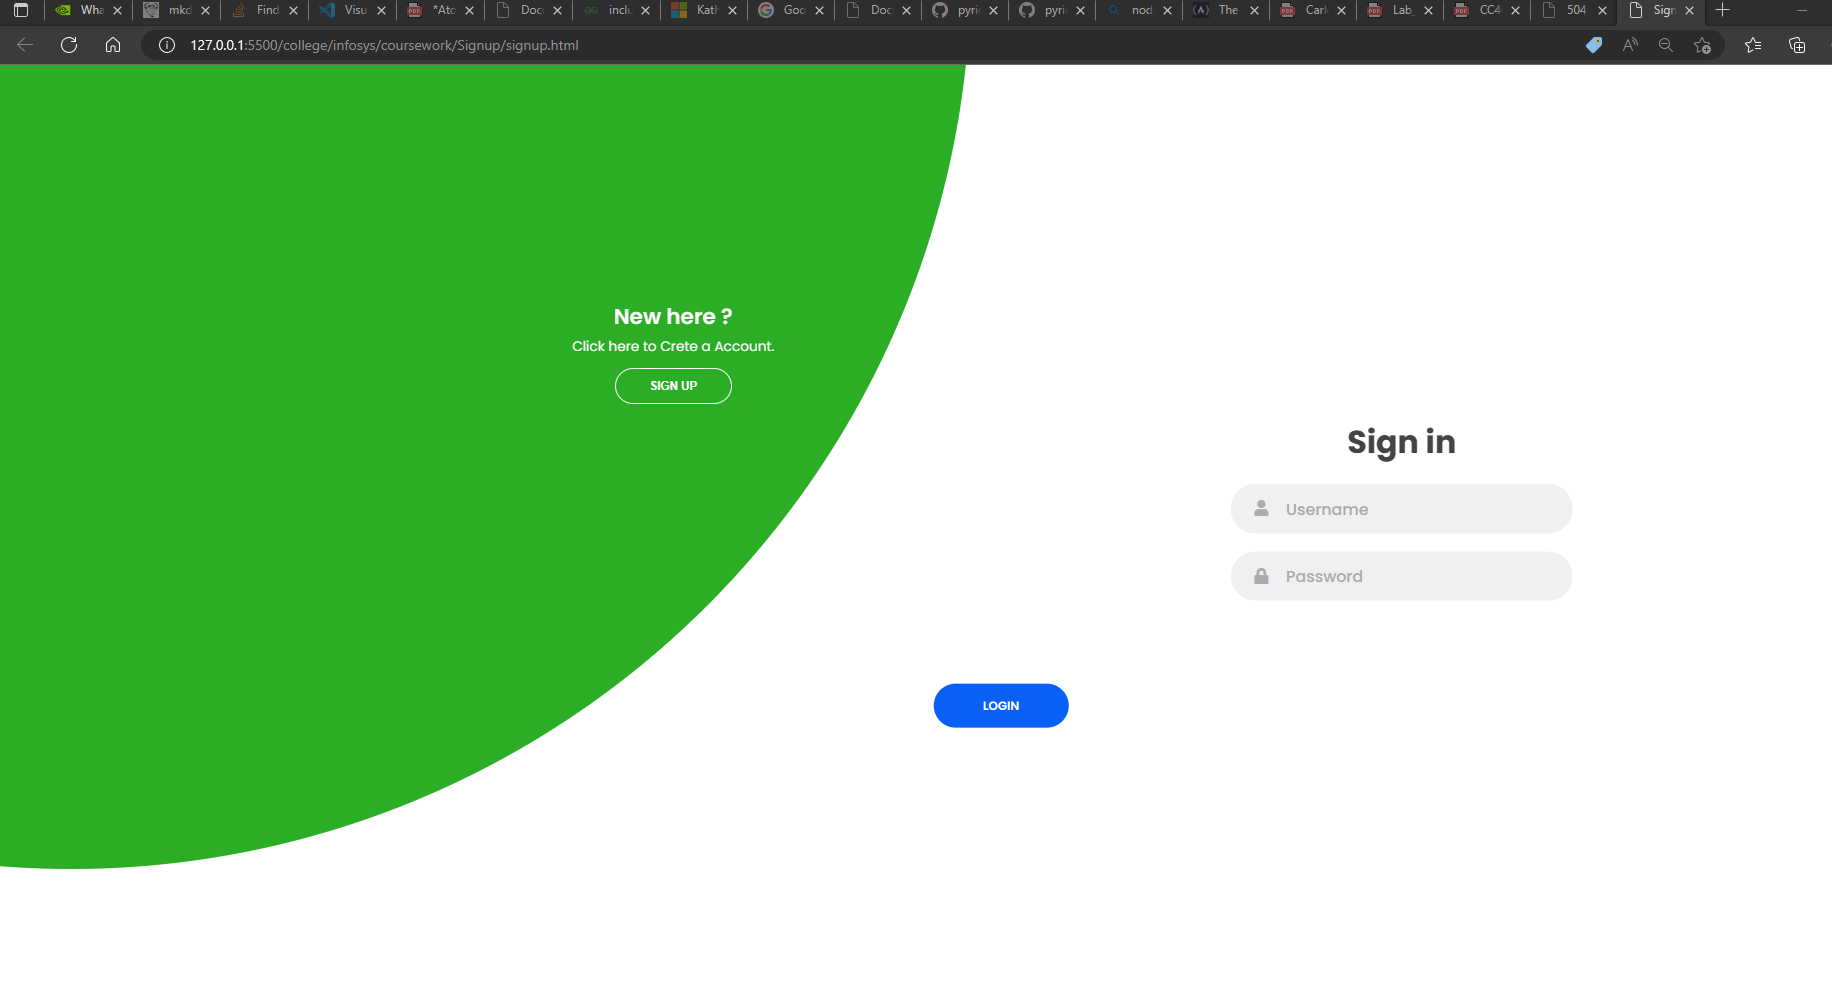 Wha mkd Find Visu *Ato Doc inclu Kath Goo Doc pyri pyri nod The Carl Lab_ CC4 504 Sign
127.0.0.1:5500/college/infosys/coursework/Signup/signup.html
New here ?
Click here to Crete a Account.
SIGN UP
Sign in
Username
Password
LOGIN